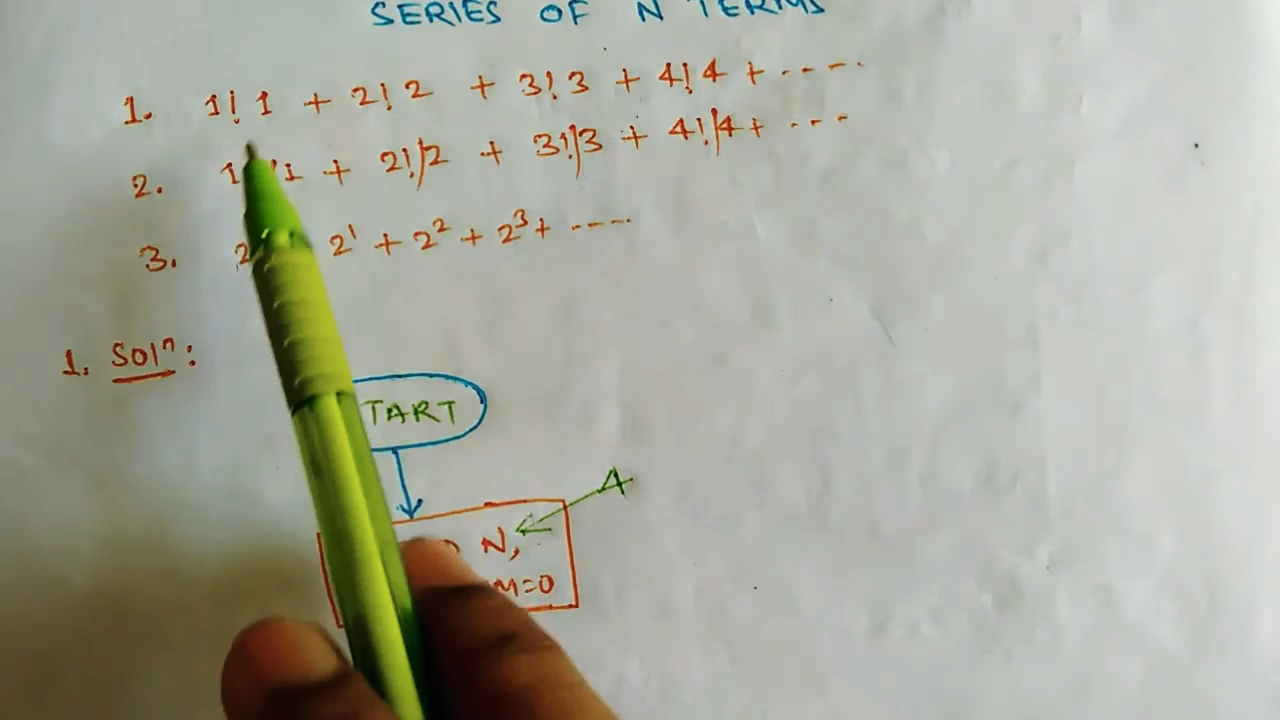 SERIES OF N TERMS
1. 1!1 + 2!2 + 3!3 + 4!4 + -----
2. + 2!/2 + 3!/3 + 4!/4 + ---
3. 2¹ + 2² + 2³ + ----
1. Solⁿ:
TART
4
N,
M=0